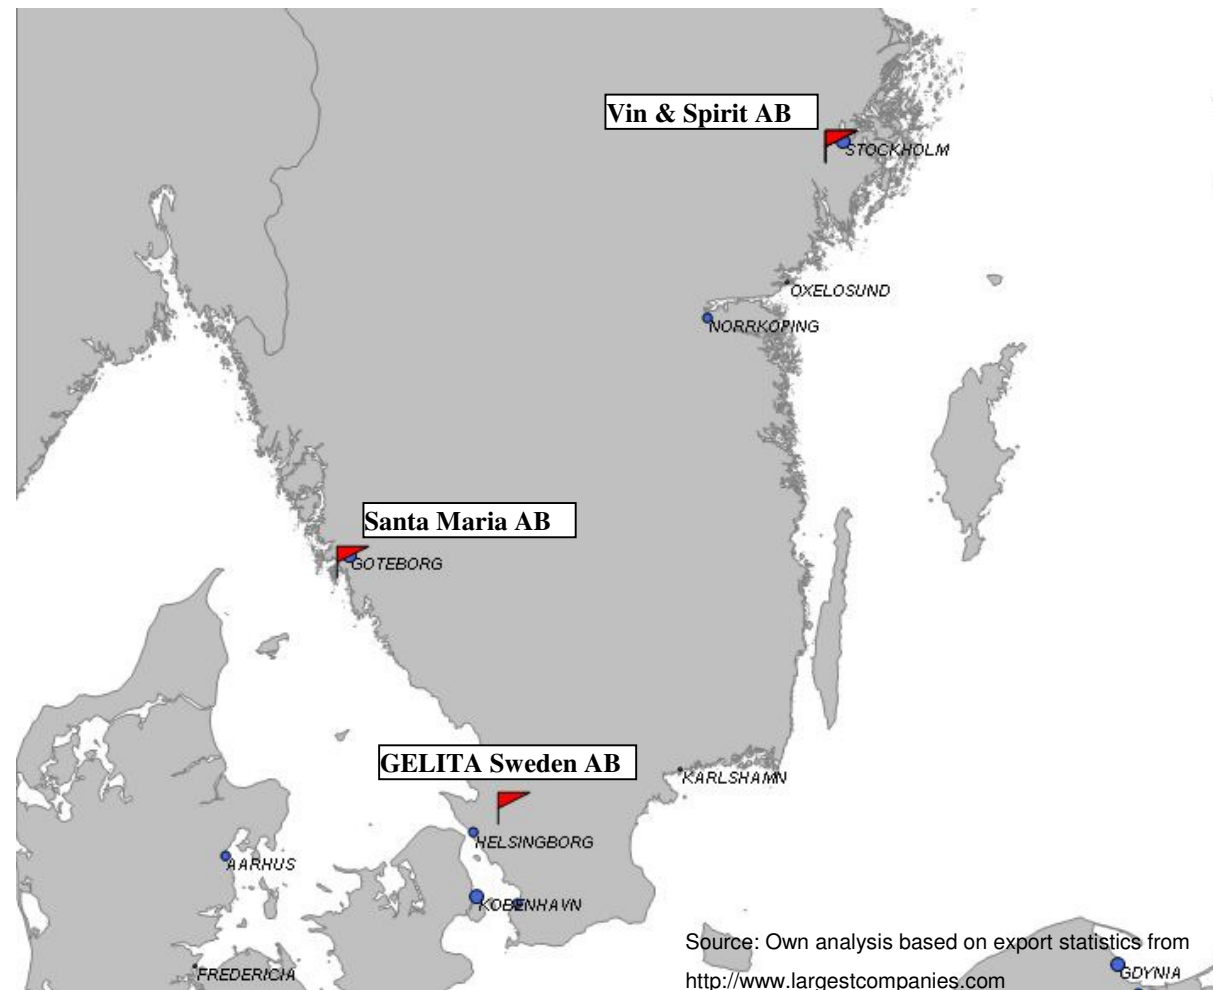 Vin & Spirit AB
STOCKHOLM
OXELOSUND
NORRKOPING
Santa Maria AB
GOTEBORG
GELITA Sweden AB
KARLSHAMN
HELSINGBORG
AARHUS
KOBENHAVN
Source: Own analysis based on export statistics from
FREDERICIA
GDYNIA
http://www.largestcompanies.com